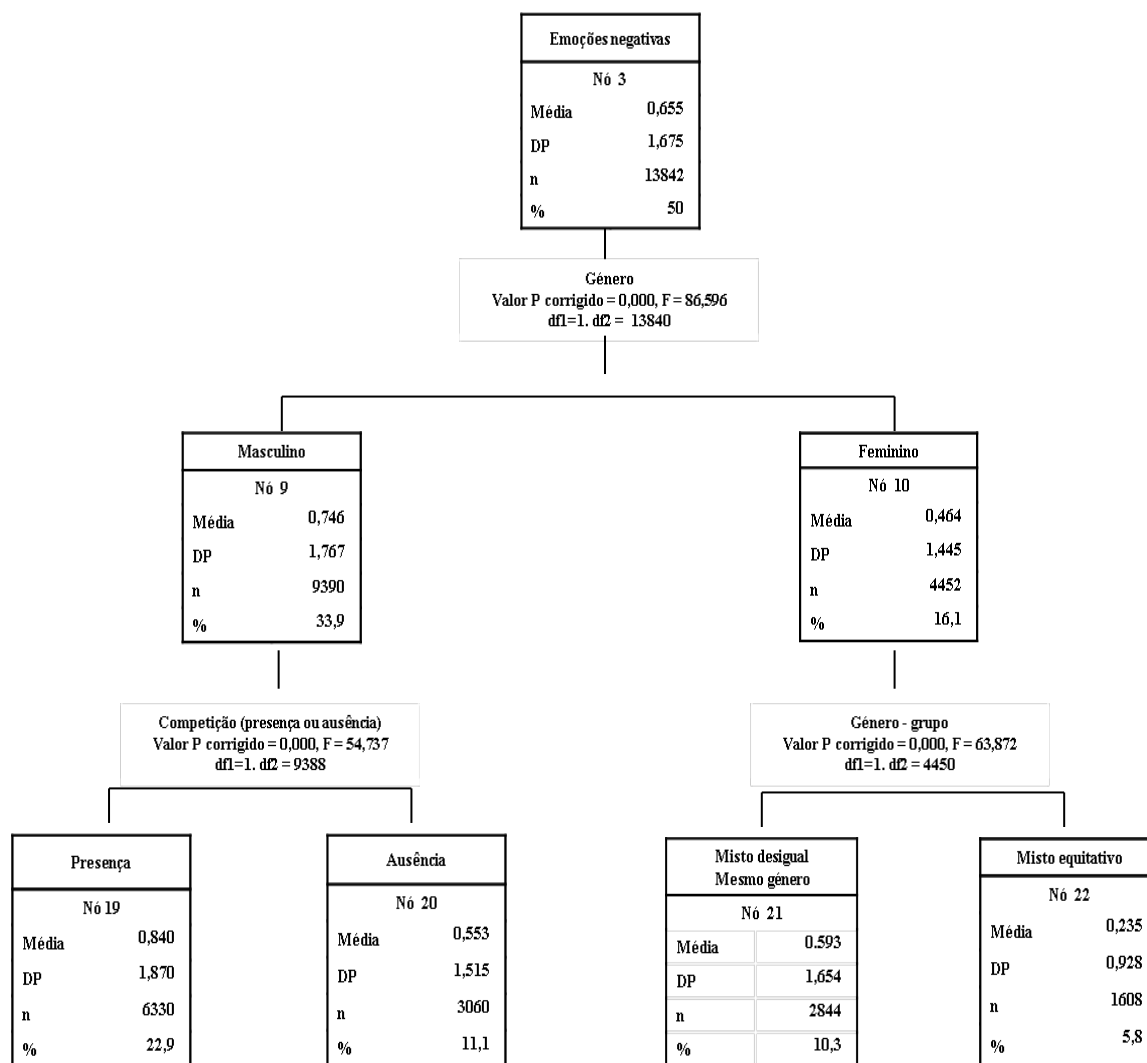 Emoções negativas
Nó 3
Média 0,655
DP 1,675
n 13842
% 50
Género
Valor P corrigido = 0,000, F = 86,596
df1=1. df2 = 13840
Masculino
Nó 9
Média 0,746
DP 1,767
n 9390
% 33,9
Feminino
Nó 10
Média 0,464
DP 1,445
n 4452
% 16,1
Competição (presença ou ausência)
Valor P corrigido = 0,000, F = 54,737
df1=1. df2 = 9388
Género - grupo
Valor P corrigido = 0,000, F = 63,872
df1=1. df2 = 4450
Presença
Nó 19
Média 0,840
DP 1,870
n 6330
% 22,9
Ausência
Nó 20
Média 0,553
DP 1,515
n 3060
% 11,1
Misto desigual
Mesmo género
Nó 21
Média 0.593
DP 1,654
n 2844
% 10,3
Misto equitativo
Nó 22
Média 0,235
DP 0,928
n 1608
% 5,8